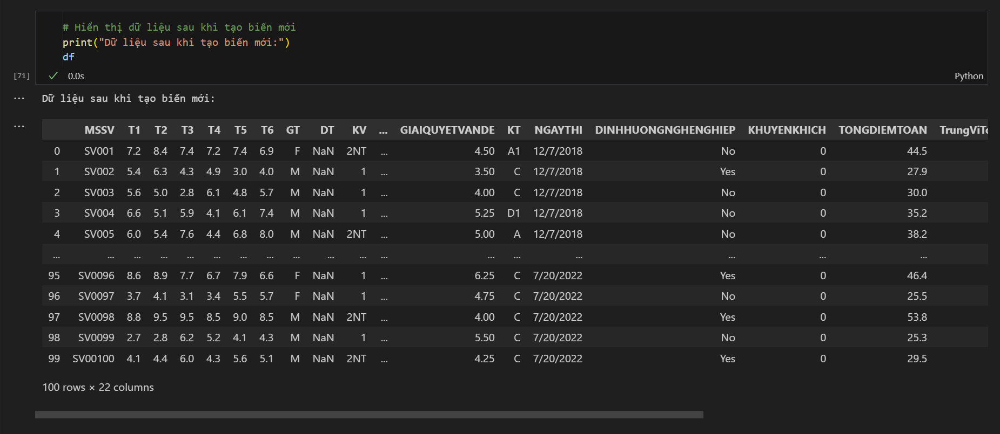 # Hiển thị dữ liệu sau khi tạo biến mới
print("Dữ liệu sau khi tạo biến mới:")
df
[71] ✓ 0.0s Python
... Dữ liệu sau khi tạo biến mới:
...
MSSV T1 T2 T3 T4 T5 T6 GT DT KV ... GIAIQUYETVANDE KT NGAYTHI DINHHUONGNGHENGHIEP KHUYENKHICH TONGDIEMTOAN
0 SV001 7.2 8.4 7.4 7.2 7.4 6.9 F NaN 2NT ... 4.50 A1 12/7/2018 No 0 44.5
1 SV002 5.4 6.3 4.3 4.9 3.0 4.0 M NaN 1 ... 3.50 C 12/7/2018 Yes 0 27.9
2 SV003 5.6 5.0 2.8 6.1 4.8 5.7 M NaN 1 ... 4.00 C 12/7/2018 No 0 30.0
3 SV004 6.6 5.1 5.9 4.1 6.1 7.4 M NaN 1 ... 5.25 D1 12/7/2018 No 0 35.2
4 SV005 6.0 5.4 7.6 4.4 6.8 8.0 M NaN 2NT ... 5.00 A 12/7/2018 No 0 38.2
... ... ... ... ... ... ... ... ... ... ... ... ... ... ... ... ... ...
95 SV0096 8.6 8.9 7.7 6.7 7.9 6.6 F NaN 1 ... 6.25 C 7/20/2022 Yes 0 46.4
96 SV0097 3.7 4.1 3.1 3.4 5.5 5.7 F NaN 1 ... 4.75 C 7/20/2022 No 0 25.5
97 SV0098 8.8 9.5 9.5 8.5 9.0 8.5 M NaN 2NT ... 4.00 C 7/20/2022 Yes 0 53.8
98 SV0099 2.7 2.8 6.2 5.2 4.1 4.3 M NaN 1 ... 5.50 C 7/20/2022 No 0 25.3
99 SV00100 4.1 4.4 6.0 4.3 5.6 5.1 M NaN 2NT ... 4.25 C 7/20/2022 Yes 0 29.5
100 rows × 22 columns